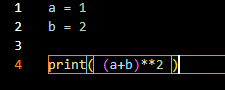 1 a = 1
2 b = 2
3
4 print( (a+b)**2 )